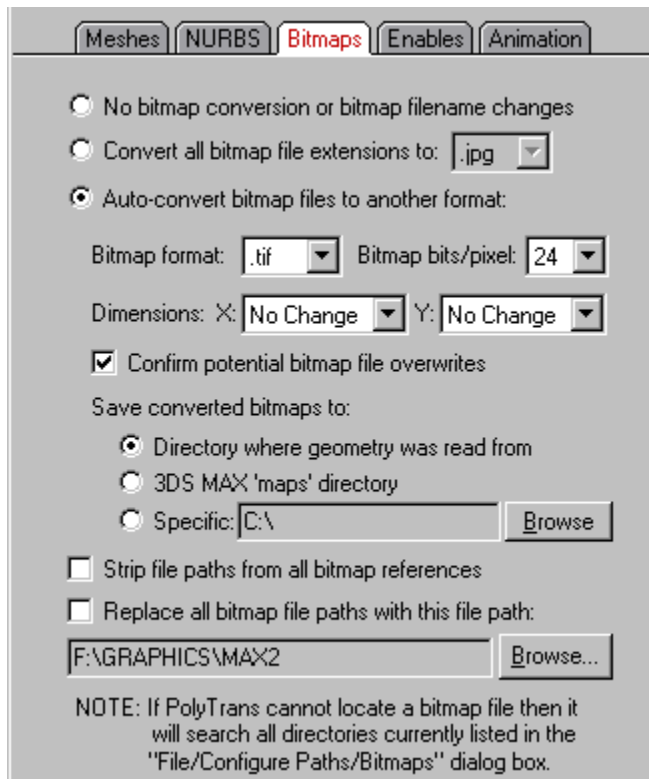 Meshes NURBS Bitmaps Enables Animation
No bitmap conversion or bitmap filename changes
Convert all bitmap file extensions to: .jpg
Auto-convert bitmap files to another format:
Bitmap format: .tif Bitmap bits/pixel: 24
Dimensions: X: No Change Y: No Change
Confirm potential bitmap file overwrites
Save converted bitmaps to:
Directory where geometry was read from
3DS MAX 'maps' directory
Specific: C:\ Browse
Strip file paths from all bitmap references
Replace all bitmap file paths with this file path:
F:\GRAPHICS\MAX2 Browse...
NOTE: If PolyTrans cannot locate a bitmap file then it
will search all directories currently listed in the
"File/Configure Paths/Bitmaps" dialog box.